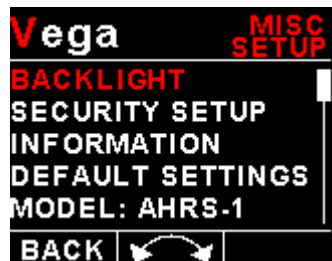 Vega MISC
SETUP
BACKLIGHT
SECURITY SETUP
INFORMATION
DEFAULT SETTINGS
MODEL: AHRS-1
BACK